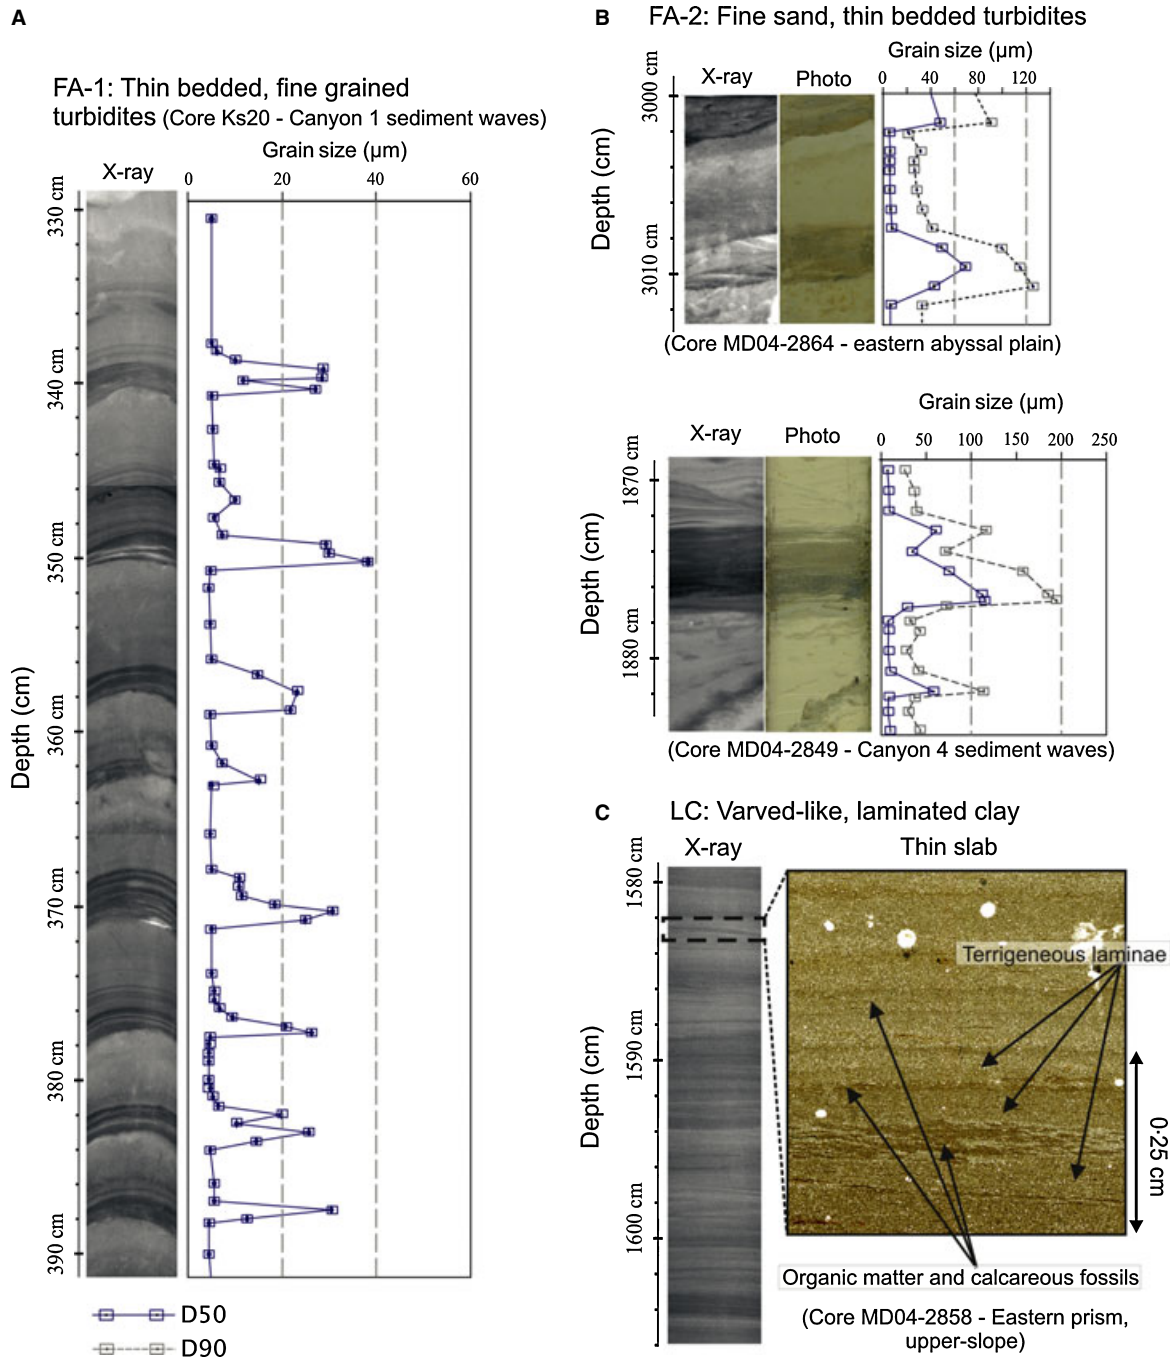 A
FA-1: Thin bedded, fine grained
turbidites (Core Ks20 - Canyon 1 sediment waves)
Grain size (µm)
X-ray
0 20 40 60
330 cm
340 cm
350 cm
360 cm
370 cm
380 cm
390 cm
Depth (cm)
D50
D90
B
FA-2: Fine sand, thin bedded turbidites
Grain size (µm)
X-ray Photo 0 40 80 120
3000 cm
3010 cm
Depth (cm)
(Core MD04-2864 - eastern abyssal plain)
Grain size (µm)
X-ray Photo 0 50 100 150 200 250
1870 cm
1880 cm
Depth (cm)
(Core MD04-2849 - Canyon 4 sediment waves)
C
LC: Varved-like, laminated clay
X-ray Thin slab
1580 cm
1590 cm
1600 cm
Depth (cm)
Terrigeneous laminae
0·25 cm
Organic matter and calcareous fossils
(Core MD04-2858 - Eastern prism,
upper-slope)